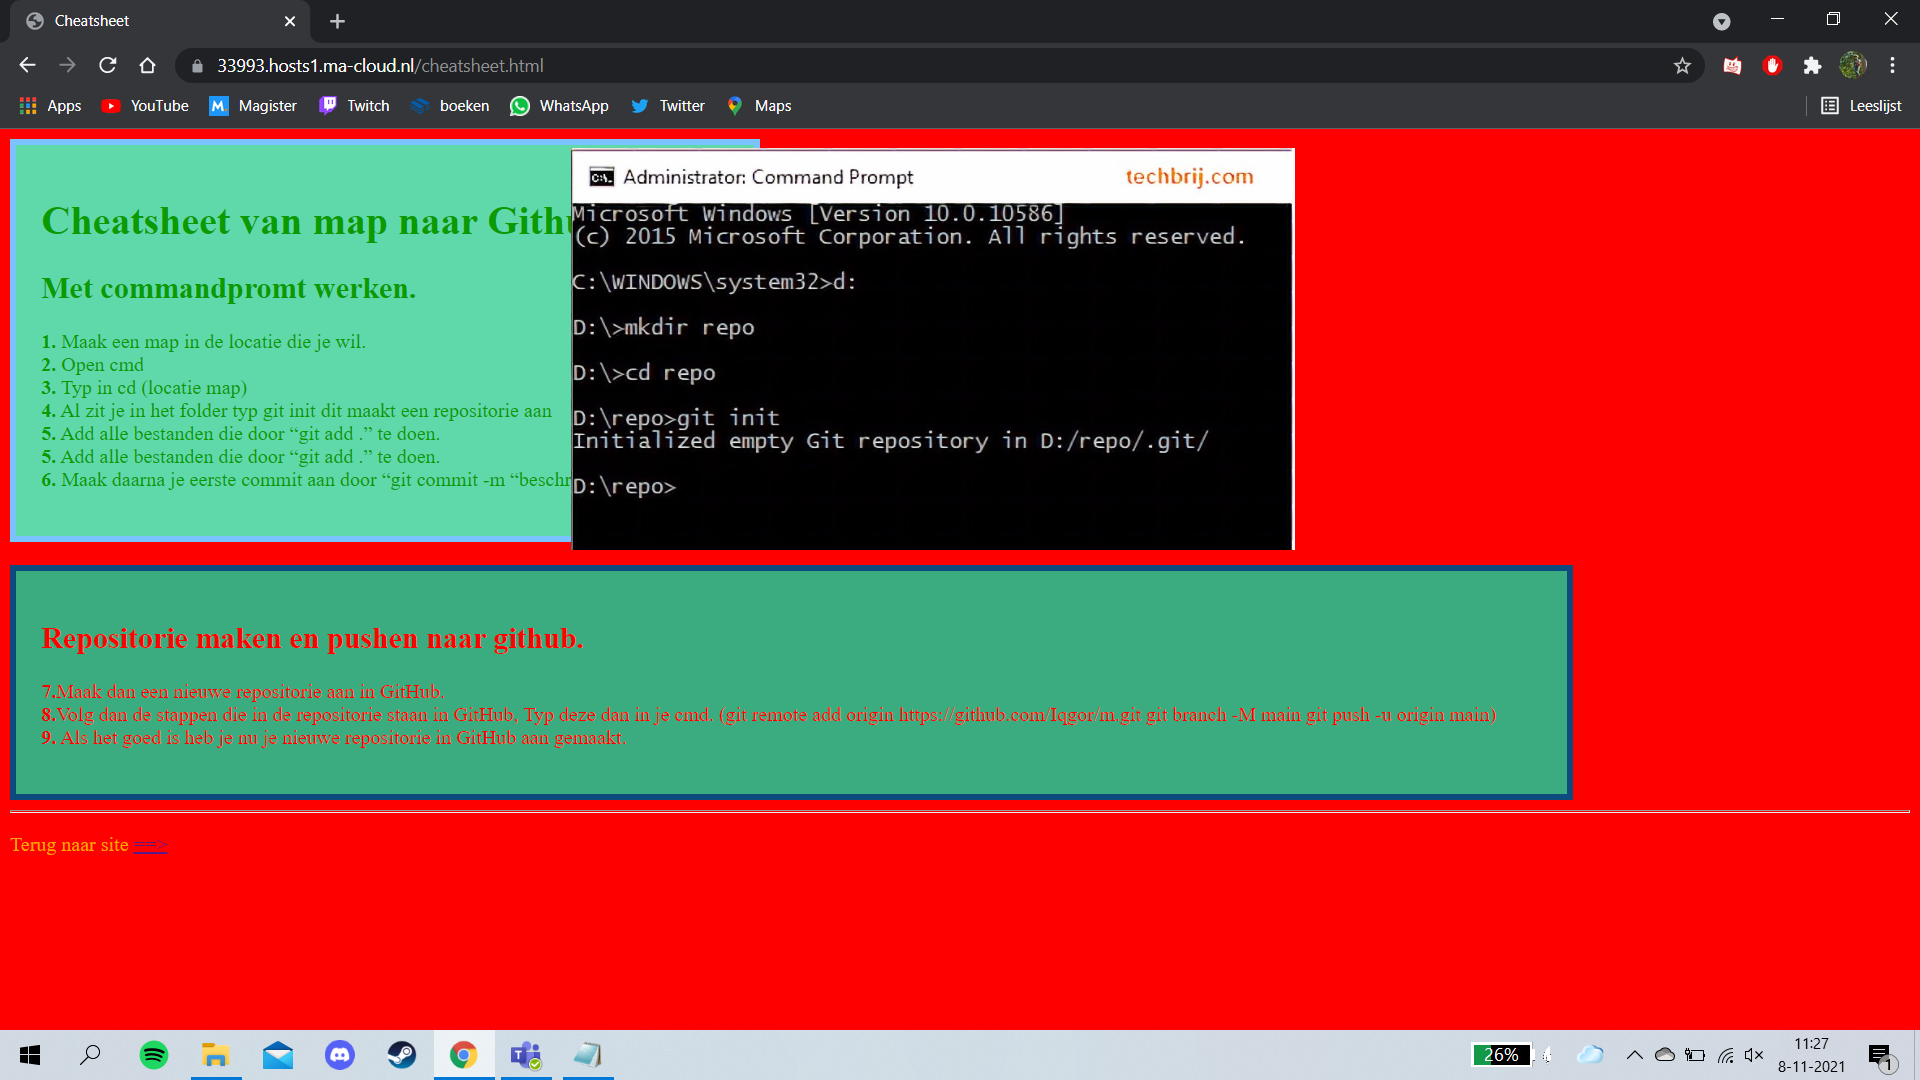 Cheatsheet
33993.hosts1.ma-cloud.nl/cheatsheet.html
Apps YouTube Magister Twitch boeken WhatsApp Twitter Maps Leeslijst
Cheatsheet van map naar
Met commandpromt werken.
1. Maak een map in de locatie die je wil.
2. Open cmd
3. Typ in cd (locatie map)
4. Al zit je in het folder typ git init dit maakt een repositorie aan
5. Add alle bestanden die door “git add .” te doen.
5. Add alle bestanden die door “git add .” te doen.
6. Maak daarna je eerste commit aan door “git commit -m
Administrator: Command Prompt
techbrij.com
Microsoft Windows [Version 10.0.10586]
(c) 2015 Microsoft Corporation. All rights reserved.
C:\WINDOWS\system32>d:
D:\>mkdir repo
D:\>cd repo
D:\repo>git init
Initialized empty Git repository in D:/repo/.git/
D:\repo>
Repositorie maken en pushen naar github.
7.Maak dan een nieuwe repositorie aan in GitHub.
8.Volg dan de stappen die in de repositorie staan in GitHub, Typ deze dan in je cmd. (git remote add origin https://github.com/Iqgor/m.git git branch -M main git push -u origin main)
9. Als het goed is heb je nu je nieuwe repositorie in GitHub aan gemaakt.
Terug naar site ==>
26%
11:27
8-11-2021
1